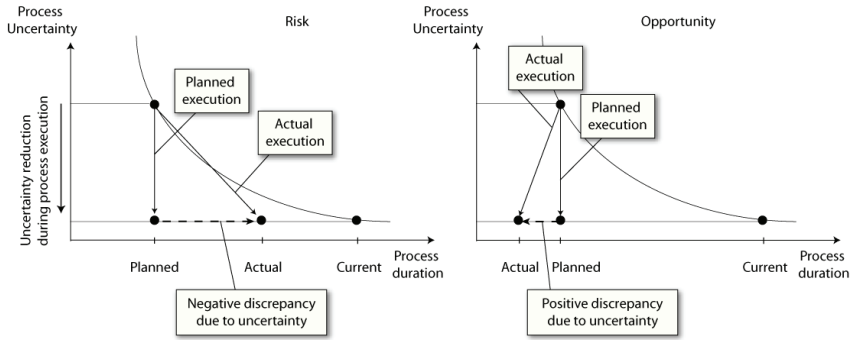 Process
Uncertainty
Risk
Planned
execution
Actual
execution
Uncertainty reduction
during process execution
Planned
Actual
Current
Process
duration
Negative discrepancy
due to uncertainty
Process
Uncertainty
Opportunity
Actual
execution
Planned
execution
Actual
Planned
Current
Process
duration
Positive discrepancy
due to uncertainty